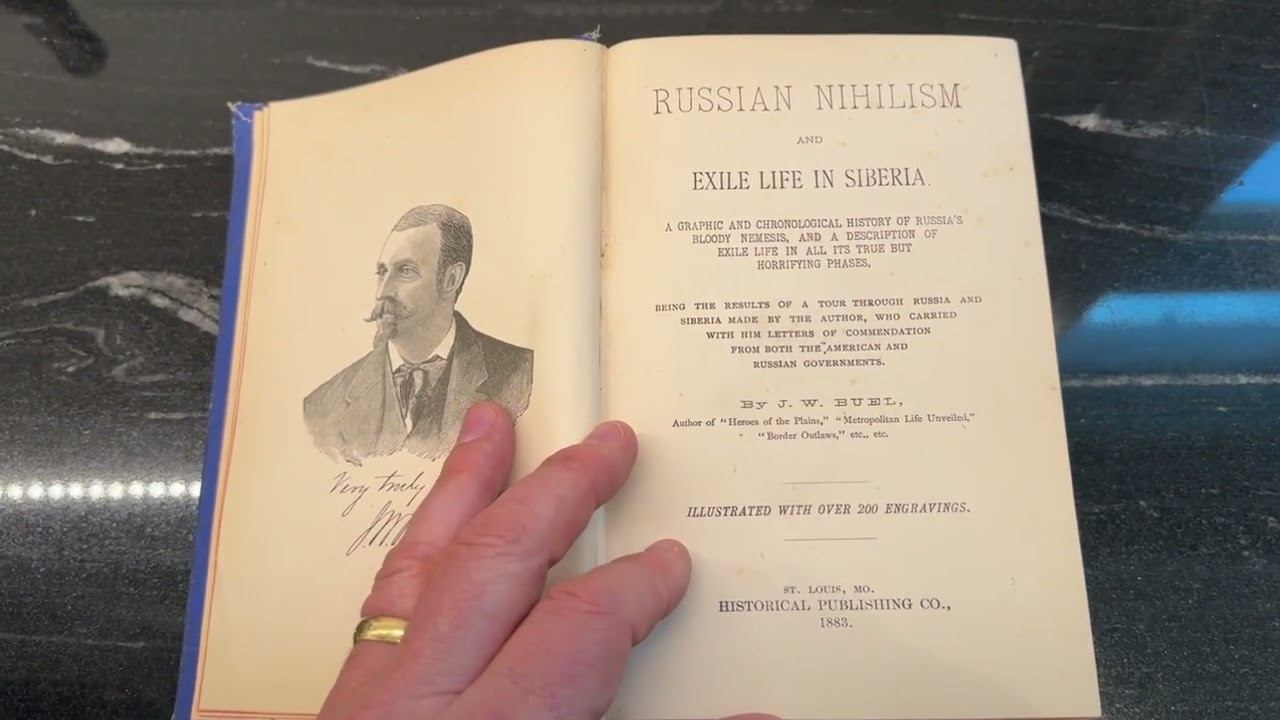 Very truly
J.W.
RUSSIAN NIHILISM
AND
EXILE LIFE IN SIBERIA.
A GRAPHIC AND CHRONOLOGICAL HISTORY OF RUSSIA'S
BLOODY NEMESIS, AND A DESCRIPTION OF
EXILE LIFE IN ALL ITS TRUE BUT
HORRIFYING PHASES,
BEING THE RESULTS OF A TOUR THROUGH RUSSIA AND
SIBERIA MADE BY THE AUTHOR, WHO CARRIED
WITH HIM LETTERS OF COMMENDATION
FROM BOTH THE AMERICAN AND
RUSSIAN GOVERNMENTS.
By J. W. BUEL,
Author of "Heroes of the Plains," "Metropolitan Life Unveiled,"
"Border Outlaws," etc., etc.
ILLUSTRATED WITH OVER 200 ENGRAVINGS.
ST. LOUIS, MO.
HISTORICAL PUBLISHING CO.,
1883.